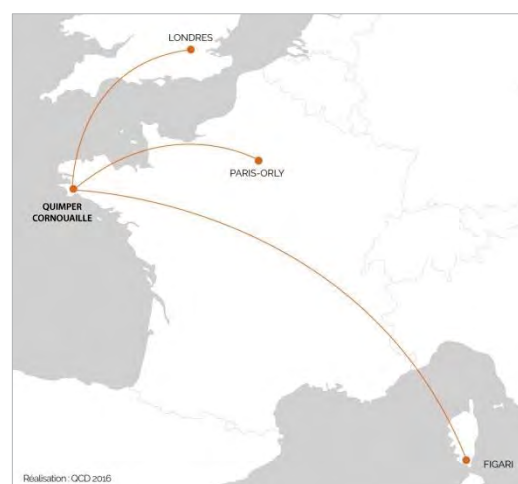 LONDRES
PARIS-ORLY
QUIMPER
CORNOUAILLE
FIGARI
Réalisation : QCD 2016